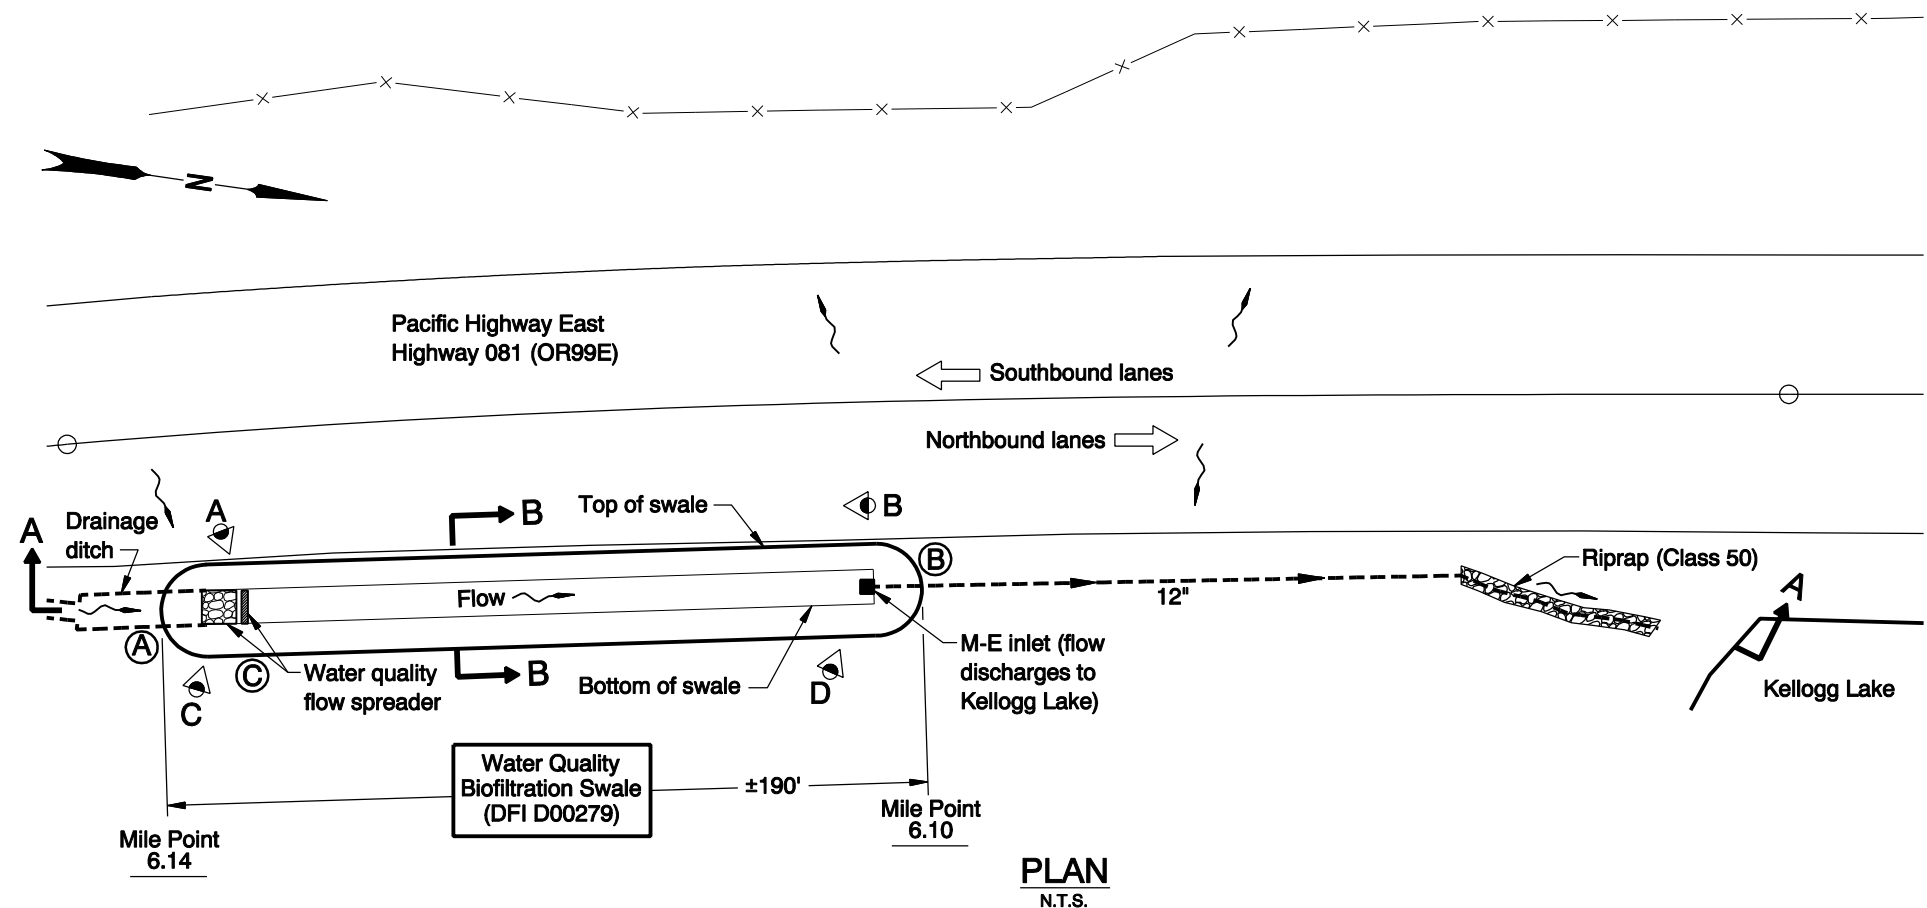 N
Pacific Highway East
Highway 081 (OR99E)
Southbound lanes
Northbound lanes
A
Drainage
ditch
A
B
Top of swale
B
B
Riprap (Class 50)
Flow
12"
A
A
C
Water quality
flow spreader
C
B
Bottom of swale
D
M-E inlet (flow
discharges to
Kellogg Lake)
Kellogg Lake
Water Quality
Biofiltration Swale
(DFI D00279)
±190'
Mile Point
6.14
Mile Point
6.10
PLAN
N.T.S.